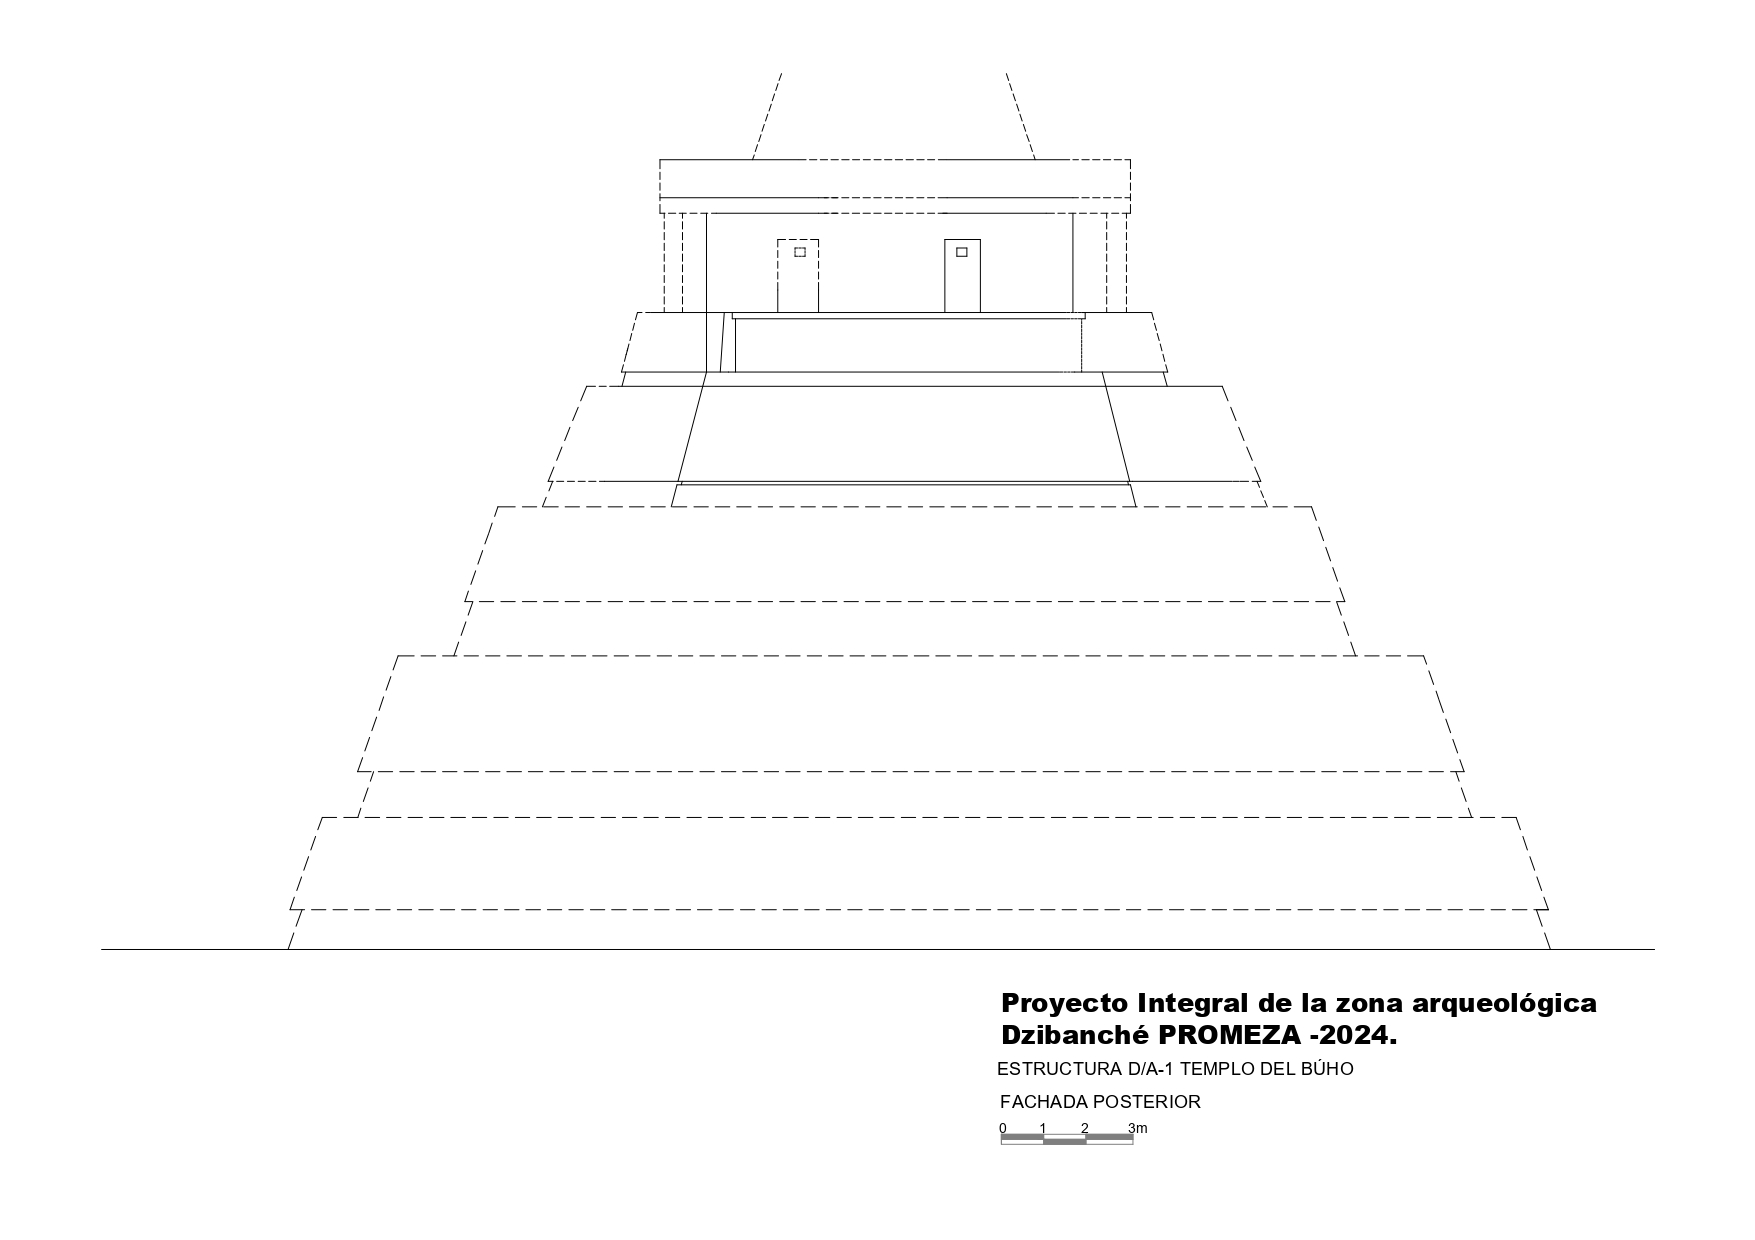 Proyecto Integral de la zona arqueológica
Dzibanché PROMEZA -2024.
ESTRUCTURA D/A-1 TEMPLO DEL BÚHO
FACHADA POSTERIOR
0 1 2 3m